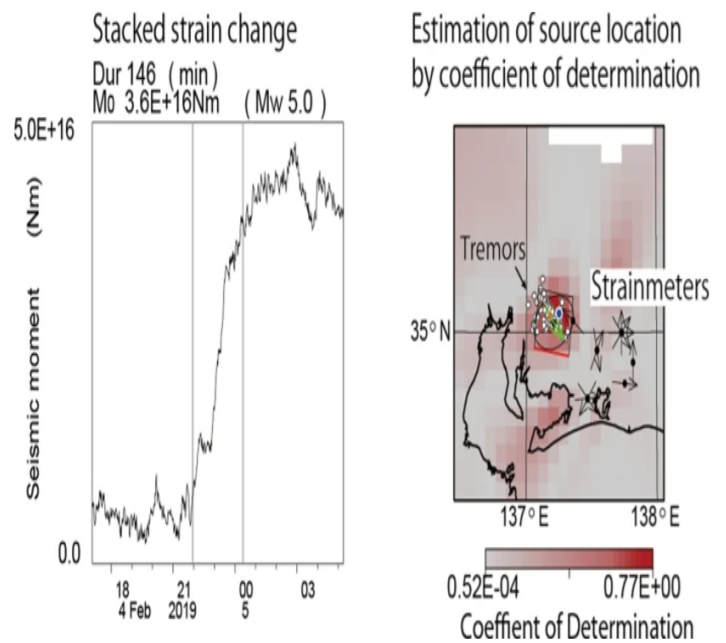 Stacked strain change
Dur 146 (min)
Mo 3.6E+16Nm (Mw 5.0)
5.0E+16
Seismic moment (Nm)
0.0
18 21 00 03
4 Feb 2019 5
Estimation of source location
by coefficient of determination
Tremors
Strainmeters
35° N
137° E 138° E
0.52E-04 0.77E+00
Coeffient of Determination